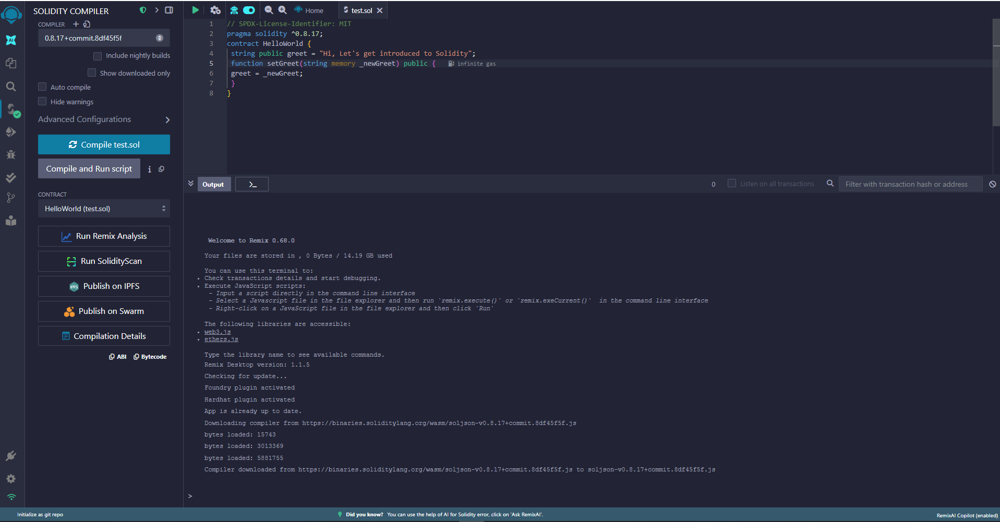 SOLIDITY COMPILER
COMPILER
0.8.17+commit.8df45f5f
Include nightly builds
Show downloaded only
Auto compile
Hide warnings
Advanced Configurations
Compile test.sol
Compile and Run script
CONTRACT
HelloWorld (test.sol)
Run Remix Analysis
Run SolidityScan
IPFS Publish on IPFS
Publish on Swarm
Compilation Details
ABI Bytecode
AI
Home test.sol
1 // SPDX-License-Identifier: MIT
2 pragma solidity ^0.8.17;
3 contract HelloWorld {
4 string public greet = "Hi, Let's get introduced to Solidity";
5 function setGreet(string memory _newGreet) public { infinite gas
6 greet = _newGreet;
7 }
8 }
Output >_ 0 Listen on all transactions Filter with transaction hash or address
Welcome to Remix 0.68.0
Your files are stored in , 0 Bytes / 14.19 GB used
You can use this terminal to:
• Check transactions details and start debugging.
• Execute JavaScript scripts:
- Input a script directly in the command line interface
- Select a Javascript file in the file explorer and then run `remix.execute()` or `remix.exeCurrent()` in the command line interface
- Right-click on a JavaScript file in the file explorer and then click `Run`
The following libraries are accessible:
• web3.js
• ethers.js
Type the library name to see available commands.
Remix Desktop version: 1.1.5
Checking for update...
Foundry plugin activated
Hardhat plugin activated
App is already up to date.
Downloading compiler from https://binaries.soliditylang.org/wasm/soljson-v0.8.17+commit.8df45f5f.js
bytes loaded: 15743
bytes loaded: 3013369
bytes loaded: 5881755
Compiler downloaded from https://binaries.soliditylang.org/wasm/soljson-v0.8.17+commit.8df45f5f.js to soljson-v0.8.17+commit.8df45f5f.js
>
Initialize as git repo
Did you know? You can use the help of AI for Solidity error, click on 'Ask RemixAI'.
RemixAI Copilot (enabled)